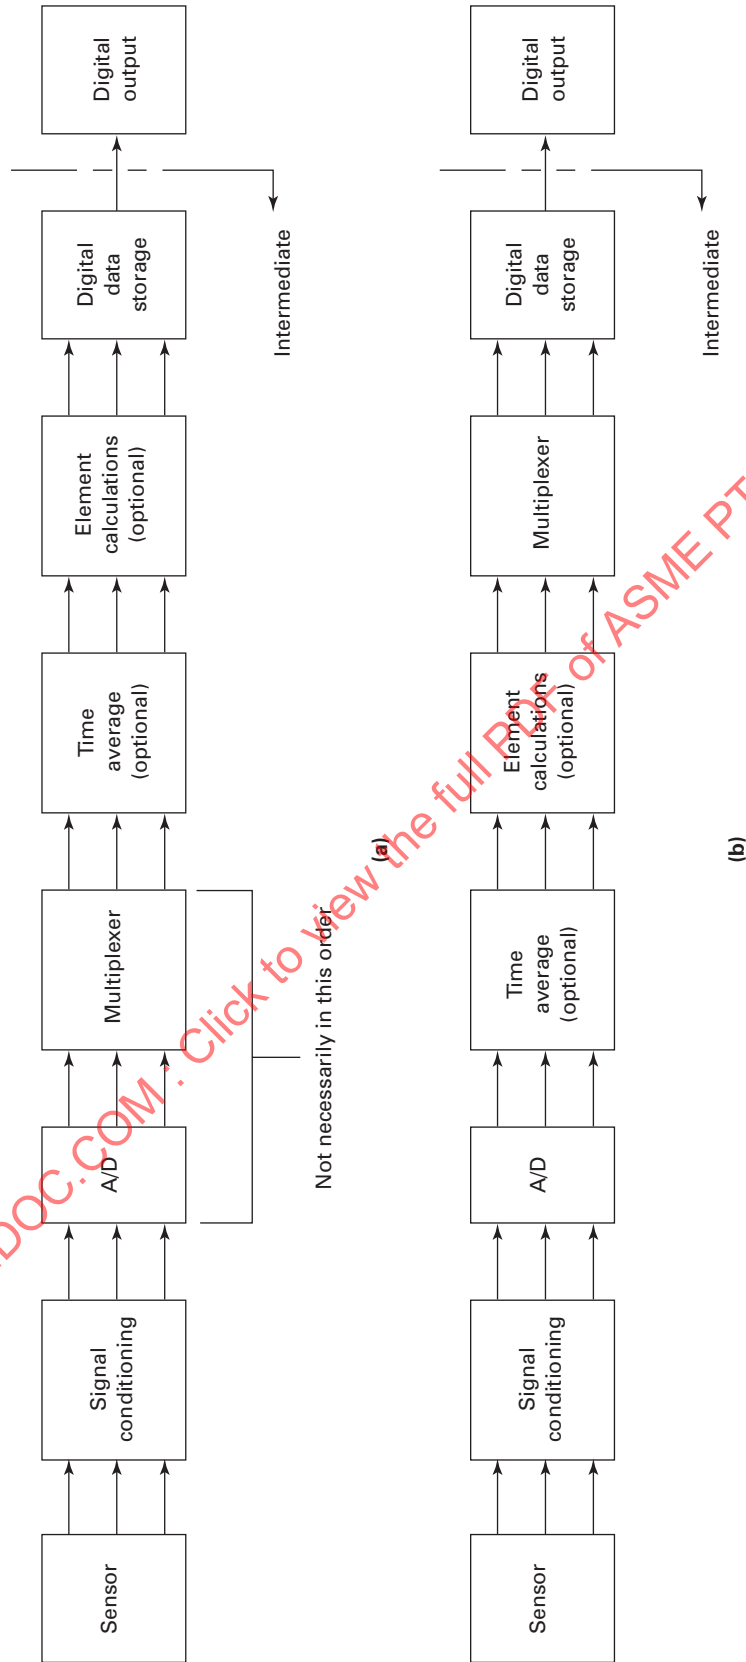 Sensor
Signal
conditioning
A/D
Multiplexer
Time
average
(optional)
Element
calculations
(optional)
Digital
data
storage
Digital
output
Intermediate
Not necessarily in this order
(a)
Sensor
Signal
conditioning
A/D
Time
average
(optional)
Element
calculations
(optional)
Multiplexer
Digital
data
storage
Digital
output
Intermediate
(b)
DOC.COM : Click to view the full PDF of ASME PT